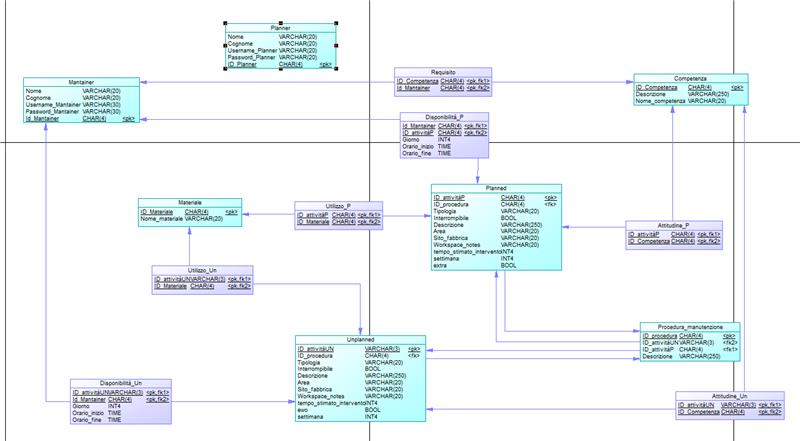 Planner
Nome VARCHAR(20)
Cognome VARCHAR(20)
Username_Planner VARCHAR(20)
Password_Planner VARCHAR(20)
ID_Planner CHAR(4) <pk>
Mantainer
Nome VARCHAR(20)
Cognome VARCHAR(20)
Username_Mantainer VARCHAR(30)
Password_Mantainer VARCHAR(30)
Id_Mantainer CHAR(4) <pk>
Requisito
ID_Competenza CHAR(4) <pk,fk1>
Id_Mantainer CHAR(4) <pk,fk2>
Competenza
ID_Competenza CHAR(4) <pk>
Descrizione VARCHAR(250)
Nome_competenza VARCHAR(20)
Disponibilità_P
Id_Mantainer CHAR(4) <pk,fk1>
ID_attivitàP CHAR(4) <pk,fk2>
Giorno INT4
Orario_inizio TIME
Orario_fine TIME
Materiale
ID_Materiale CHAR(4) <pk>
Nome_materiale VARCHAR(20)
Utilizzo_P
ID_attivitàP CHAR(4) <pk,fk1>
ID_Materiale CHAR(4) <pk,fk2>
Planned
ID_attivitàP CHAR(4) <pk>
ID_procedura CHAR(4) <fk>
Tipologia VARCHAR(20)
Interrompibile BOOL
Descrizione VARCHAR(250)
Area VARCHAR(20)
Sito_fabbrica VARCHAR(20)
Workspace_notes VARCHAR(20)
tempo_stimato_interventoINT4
settimana INT4
extra BOOL
Attitudine_P
ID_attivitàP CHAR(4) <pk,fk1>
ID_Competenza CHAR(4) <pk,fk2>
Utilizzo_Un
ID_attivitàUNVARCHAR(3) <pk,fk1>
ID_Materiale CHAR(4) <pk,fk2>
Procedura_manutenzione
ID_procedura CHAR(4) <pk>
ID_attivitàUN VARCHAR(3) <fk2>
ID_attivitàP CHAR(4) <fk1>
Descrizione VARCHAR(250)
Unplanned
ID_attivitàUN VARCHAR(3) <pk>
ID_procedura CHAR(4) <fk>
Tipologia VARCHAR(20)
Interrompibile BOOL
Descrizione VARCHAR(250)
Area VARCHAR(20)
Sito_fabbrica VARCHAR(20)
Workspace_notes VARCHAR(20)
tempo_stimato_interventoINT4
ewo BOOL
settimana INT4
Disponibilità_Un
ID_attivitàUNVARCHAR(3) <pk,fk1>
Id_Mantainer CHAR(4) <pk,fk2>
Giorno INT4
Orario_inizio TIME
Orario_fine TIME
Attitudine_Un
ID_attivitàUN VARCHAR(3) <pk,fk1>
ID_Competenza CHAR(4) <pk,fk2>